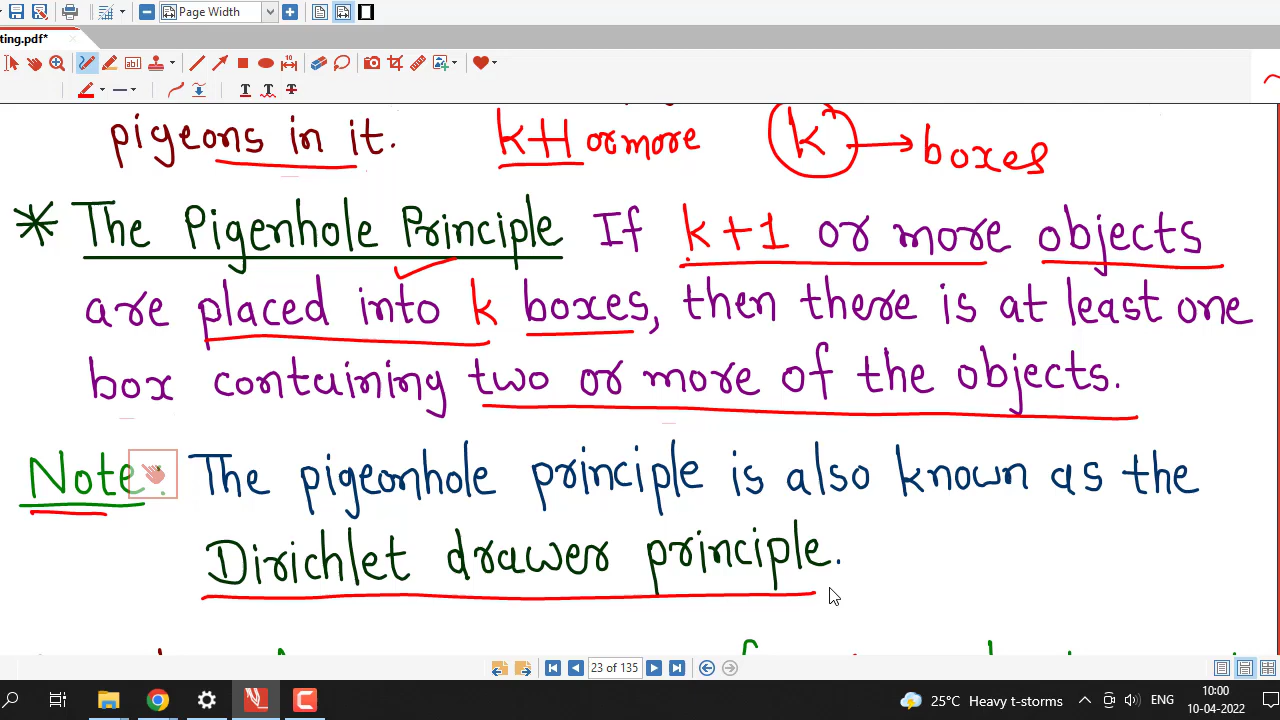 Page Width
ting.pdf*
10
ab
T T T
pigeons in it. k+1 or more k → boxes
* The Pigenhole Principle If k+1 or more objects
are placed into k boxes, then there is at least one
box containing two or more of the objects.
Note: The pigeonhole principle is also known as the
Dirichlet drawer principle.
23 of 135
25°C Heavy t-storms ENG 10:00
10-04-2022